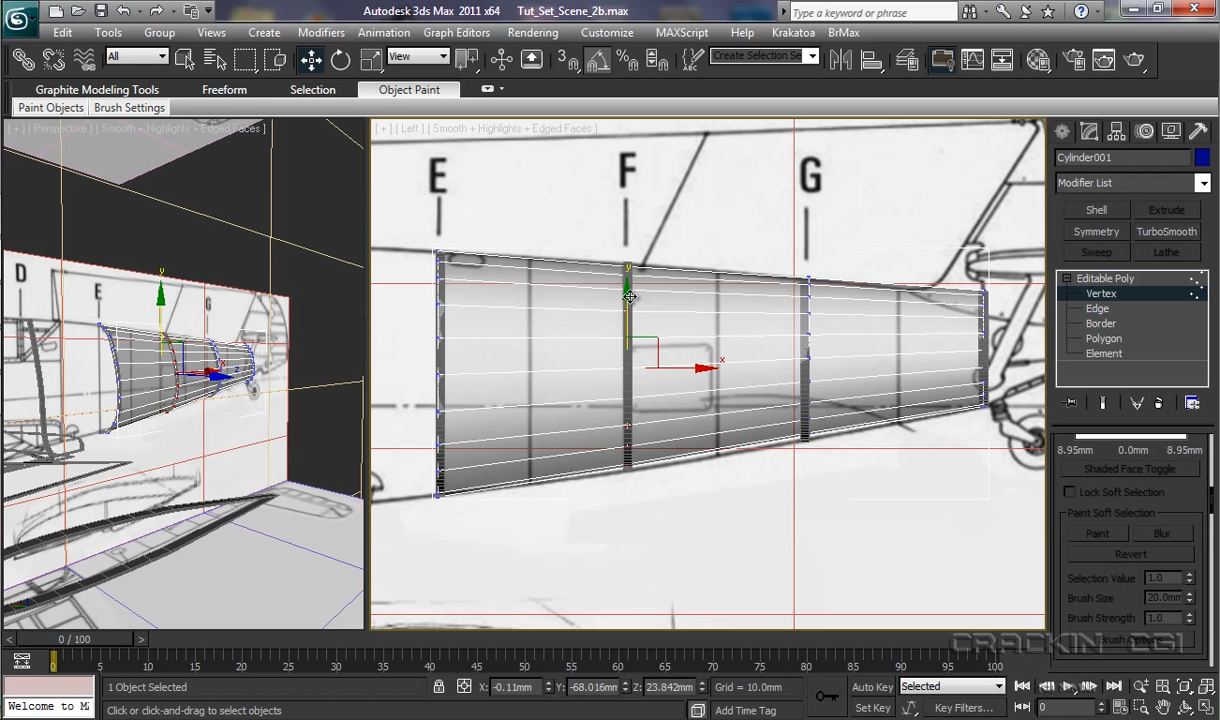 Autodesk 3ds Max 2011 x64 Tut_Set_Scene_2b.max
Type a keyword or phrase
Edit Tools Group Views Create Modifiers Animation Graph Editors Rendering Customize MAXScript Help Krakatoa BrMax
All View Create Selection Se
Graphite Modeling Tools Freeform Selection Object Paint
Paint Objects Brush Settings
[ + ] [ Perspective ] [ Smooth + Highlights + Edged Faces ]
[ + ] [ Left ] [ Smooth + Highlights + Edged Faces ]
E F G
D E G
y
x
z
y
x
Cylinder001
Modifier List
Shell Extrude
Symmetry TurboSmooth
Sweep Lathe
Editable Poly
Vertex
Edge
Border
Polygon
Element
8.95mm 0.0mm 8.95mm
Shaded Face Toggle
Lock Soft Selection
Paint Soft Selection
Paint Blur
Revert
Selection Value 1.0
Brush Size 20.0mm
Brush Strength 1.0
Brush Options
CRACKIN CGI
< 0 / 100 >
0 5 10 15 20 25 30 35 40 45 50 55 60 65 70 75 80 85 90 95 100
1 Object Selected X: -0.11mm Y: -68.016mm Z: 23.842mm Grid = 10.0mm Auto Key Selected
Welcome to MA Click or click-and-drag to select objects Add Time Tag Set Key Key Filters... 0